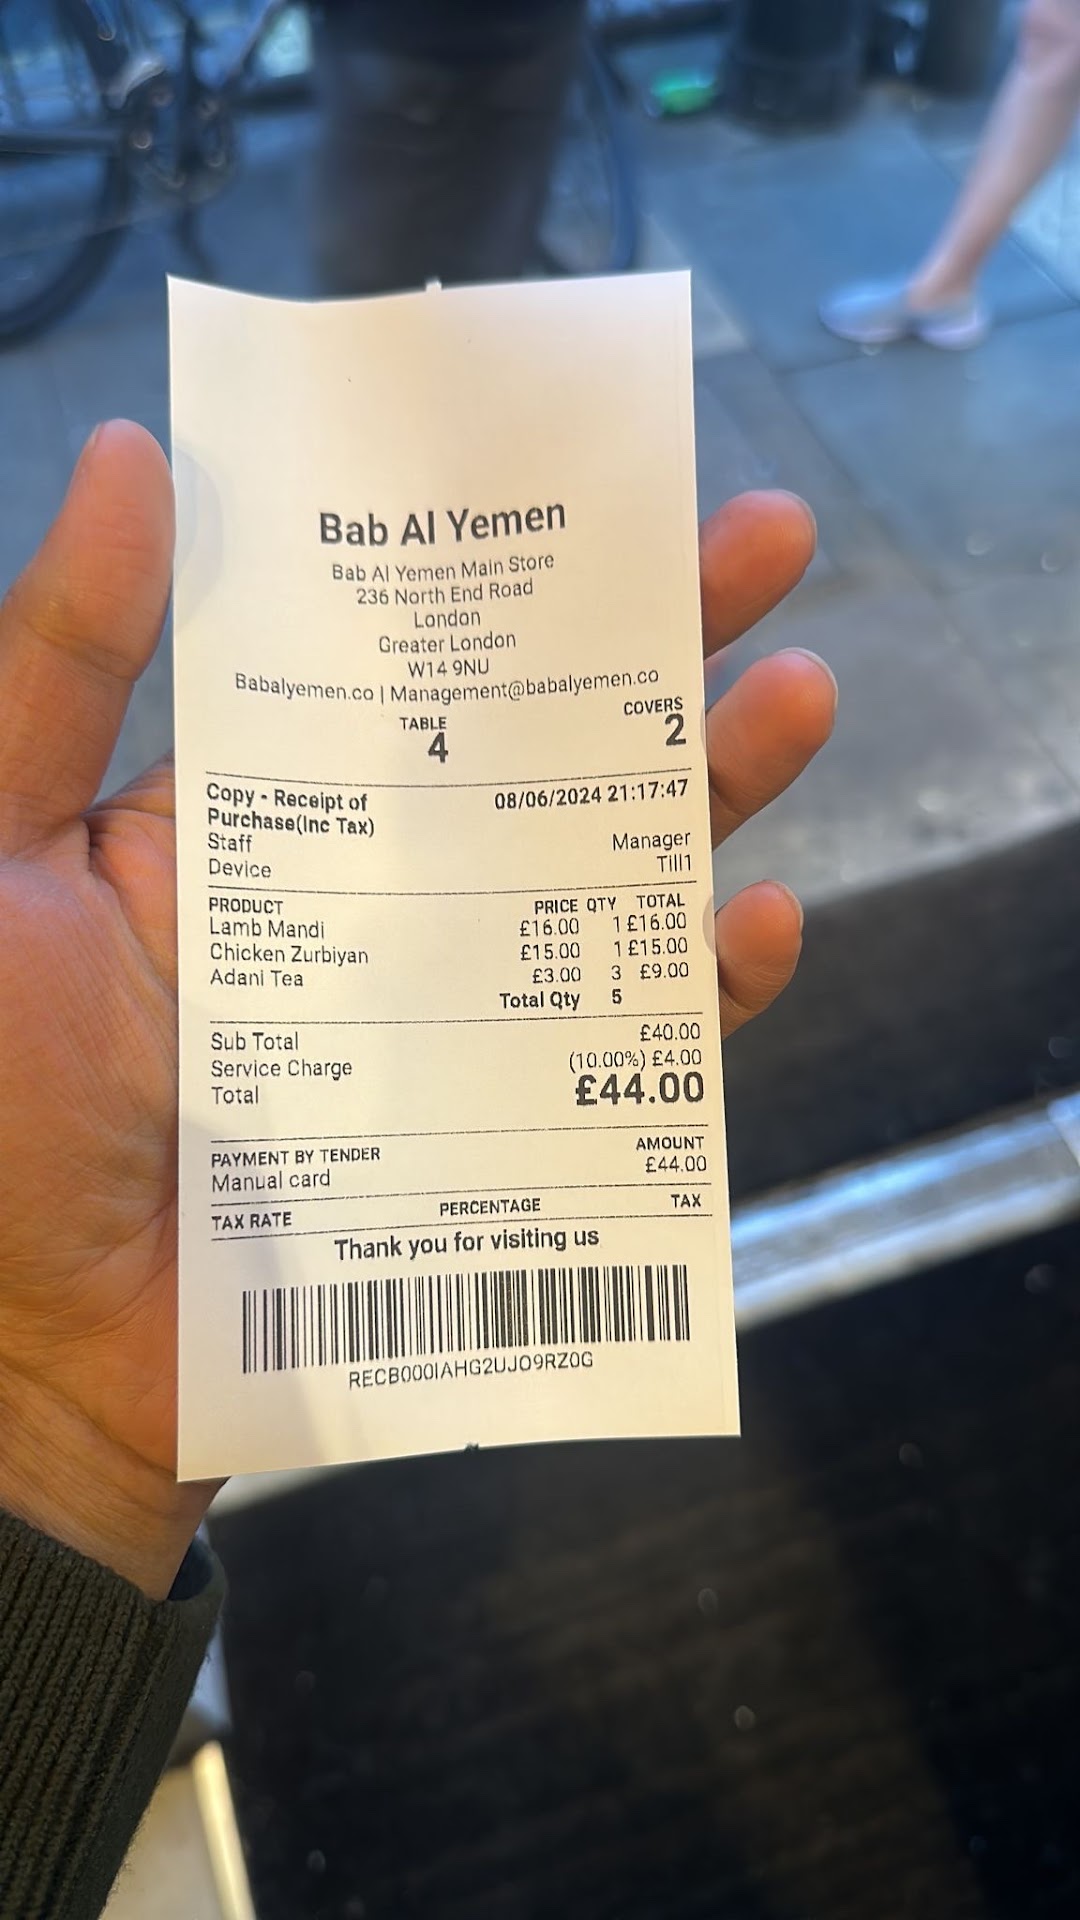 Bab Al Yemen
Bab Al Yemen Main Store
236 North End Road
London
Greater London
W14 9NU
Babalyemen.co | Management@babalyemen.co
TABLE COVERS
4 2
Copy - Receipt of 08/06/2024 21:17:47
Purchase(Inc Tax)
Staff Manager
Device Till1
PRODUCT PRICE QTY TOTAL
Lamb Mandi £16.00 1 £16.00
Chicken Zurbiyan £15.00 1 £15.00
Adani Tea £3.00 3 £9.00
Total Qty 5
Sub Total £40.00
Service Charge (10.00%) £4.00
Total £44.00
PAYMENT BY TENDER AMOUNT
Manual card £44.00
TAX RATE PERCENTAGE TAX
Thank you for visiting us
RECB000IAHG2UJO9RZ0G